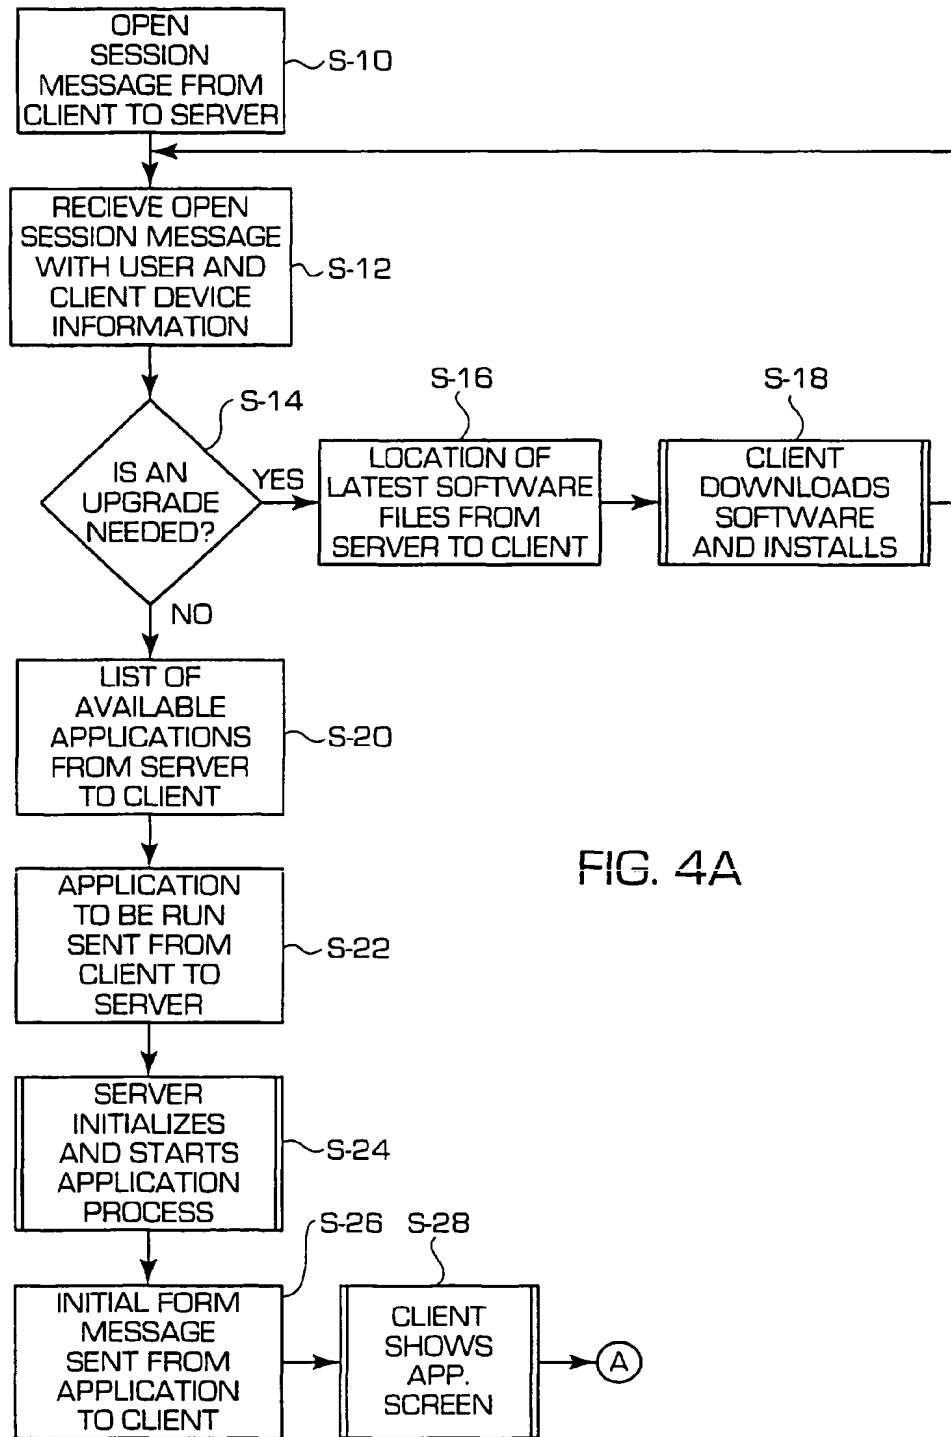 OPEN
SESSION
MESSAGE FROM
CLIENT TO SERVER
S-10
RECIEVE OPEN
SESSION MESSAGE
WITH USER AND
CLIENT DEVICE
INFORMATION
S-12
S-14
IS AN
UPGRADE
NEEDED?
YES
NO
S-16
LOCATION OF
LATEST SOFTWARE
FILES FROM
SERVER TO CLIENT
S-18
CLIENT
DOWNLOADS
SOFTWARE
AND INSTALLS
LIST OF
AVAILABLE
APPLICATIONS
FROM SERVER
TO CLIENT
S-20
APPLICATION
TO BE RUN
SENT FROM
CLIENT TO
SERVER
S-22
FIG. 4A
SERVER
INITIALIZES
AND STARTS
APPLICATION
PROCESS
S-24
S-26
INITIAL FORM
MESSAGE
SENT FROM
APPLICATION
TO CLIENT
S-28
CLIENT
SHOWS
APP.
SCREEN
A